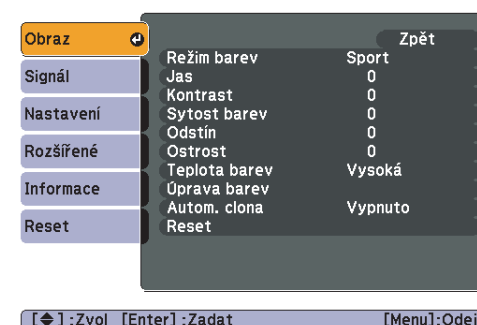 Obraz
Signál
Nastavení
Rozšířené
Informace
Reset
Zpět
Režim barev Sport
Jas 0
Kontrast 0
Sytost barev 0
Odstín 0
Ostrost 0
Teplota barev Vysoká
Úprava barev
Autom. clona Vypnuto
Reset
[ ] :Zvol [Enter] :Zadat [Menu]:Odej